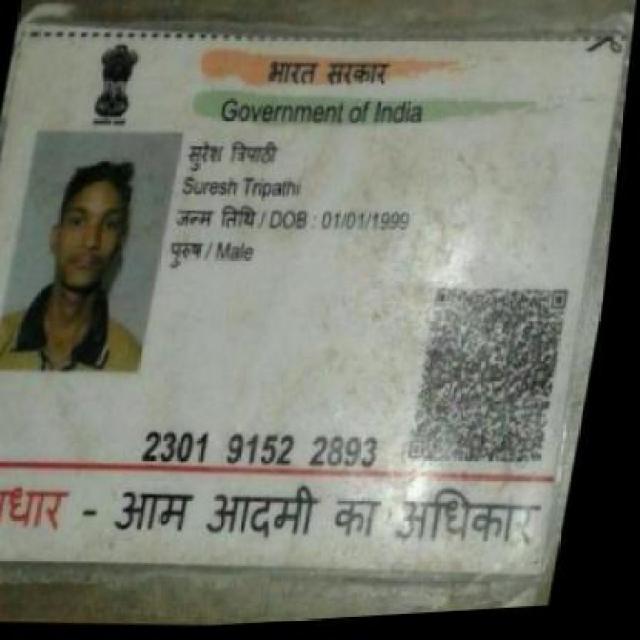 भारत सरकार
Government of India
सुरेश त्रिपाठी
Suresh Tripathi
जन्म तिथि / DOB : 01/01/1999
पुरुष / Male
2301 9152 2893
धार - आम आदमी का अधिकार